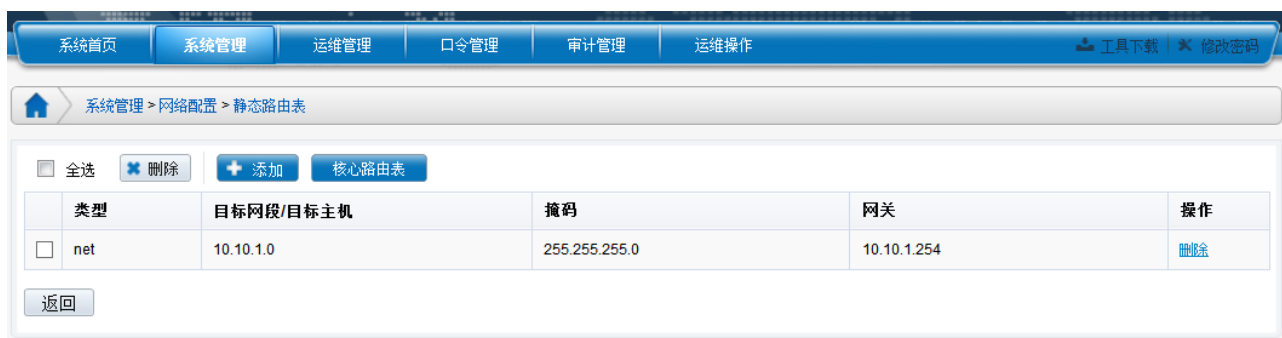 系统首页 系统管理 运维管理 口令管理 审计管理 运维操作 工具下载 修改密码
系统管理 > 网络配置 > 静态路由表
全选 删除 添加 核心路由表
类型 目标网段/目标主机 掩码 网关 操作
net 10.10.1.0 255.255.255.0 10.10.1.254 删除
返回